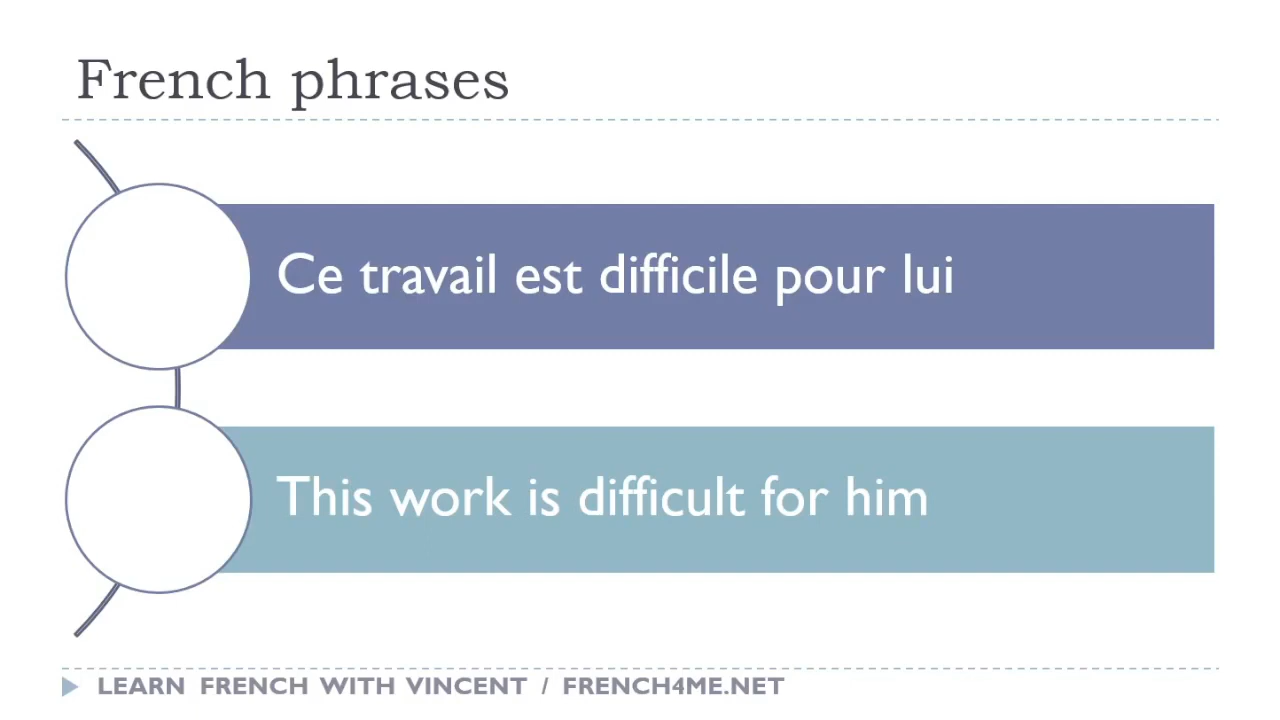 French phrases
Ce travail est difficile pour lui
This work is difficult for him
LEARN FRENCH WITH VINCENT / FRENCH4ME.NET